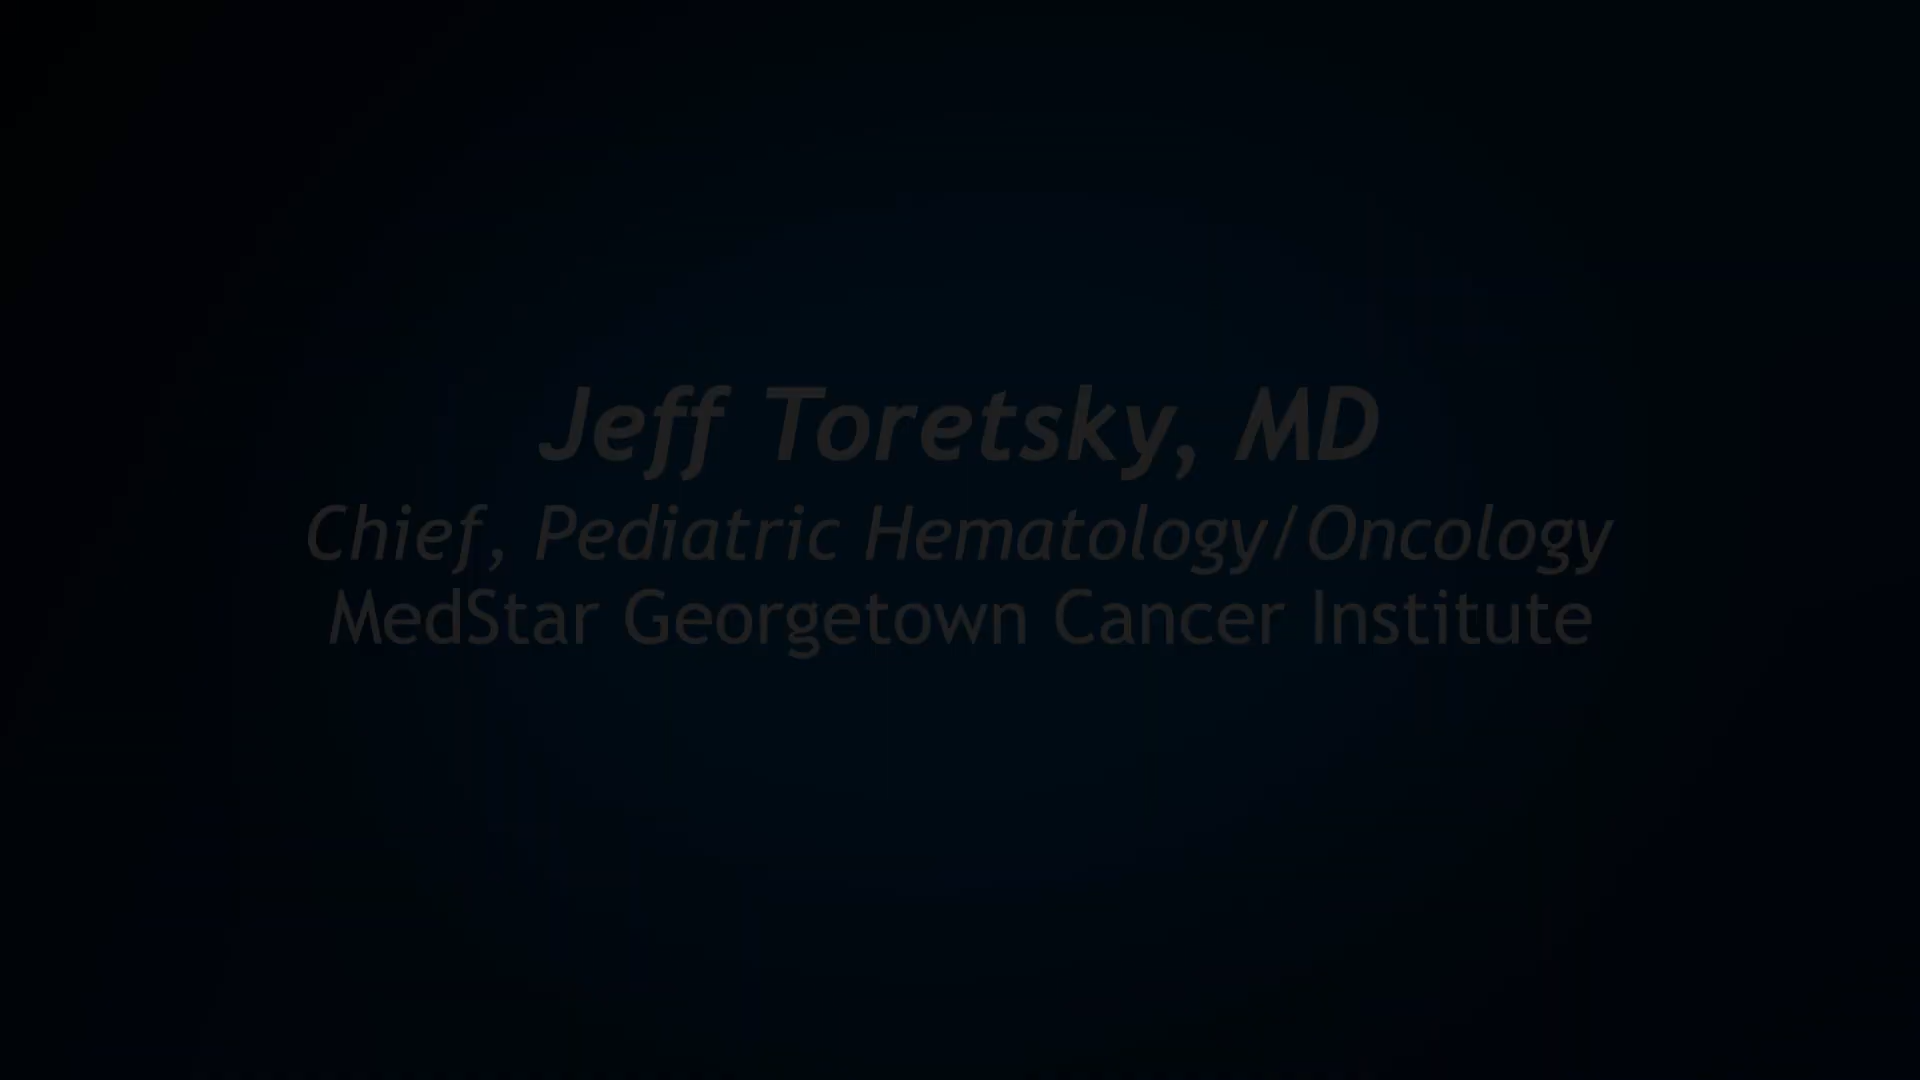 Jeff Toretsky, MD
Chief, Pediatric Hematology/Oncology
MedStar Georgetown Cancer Institute